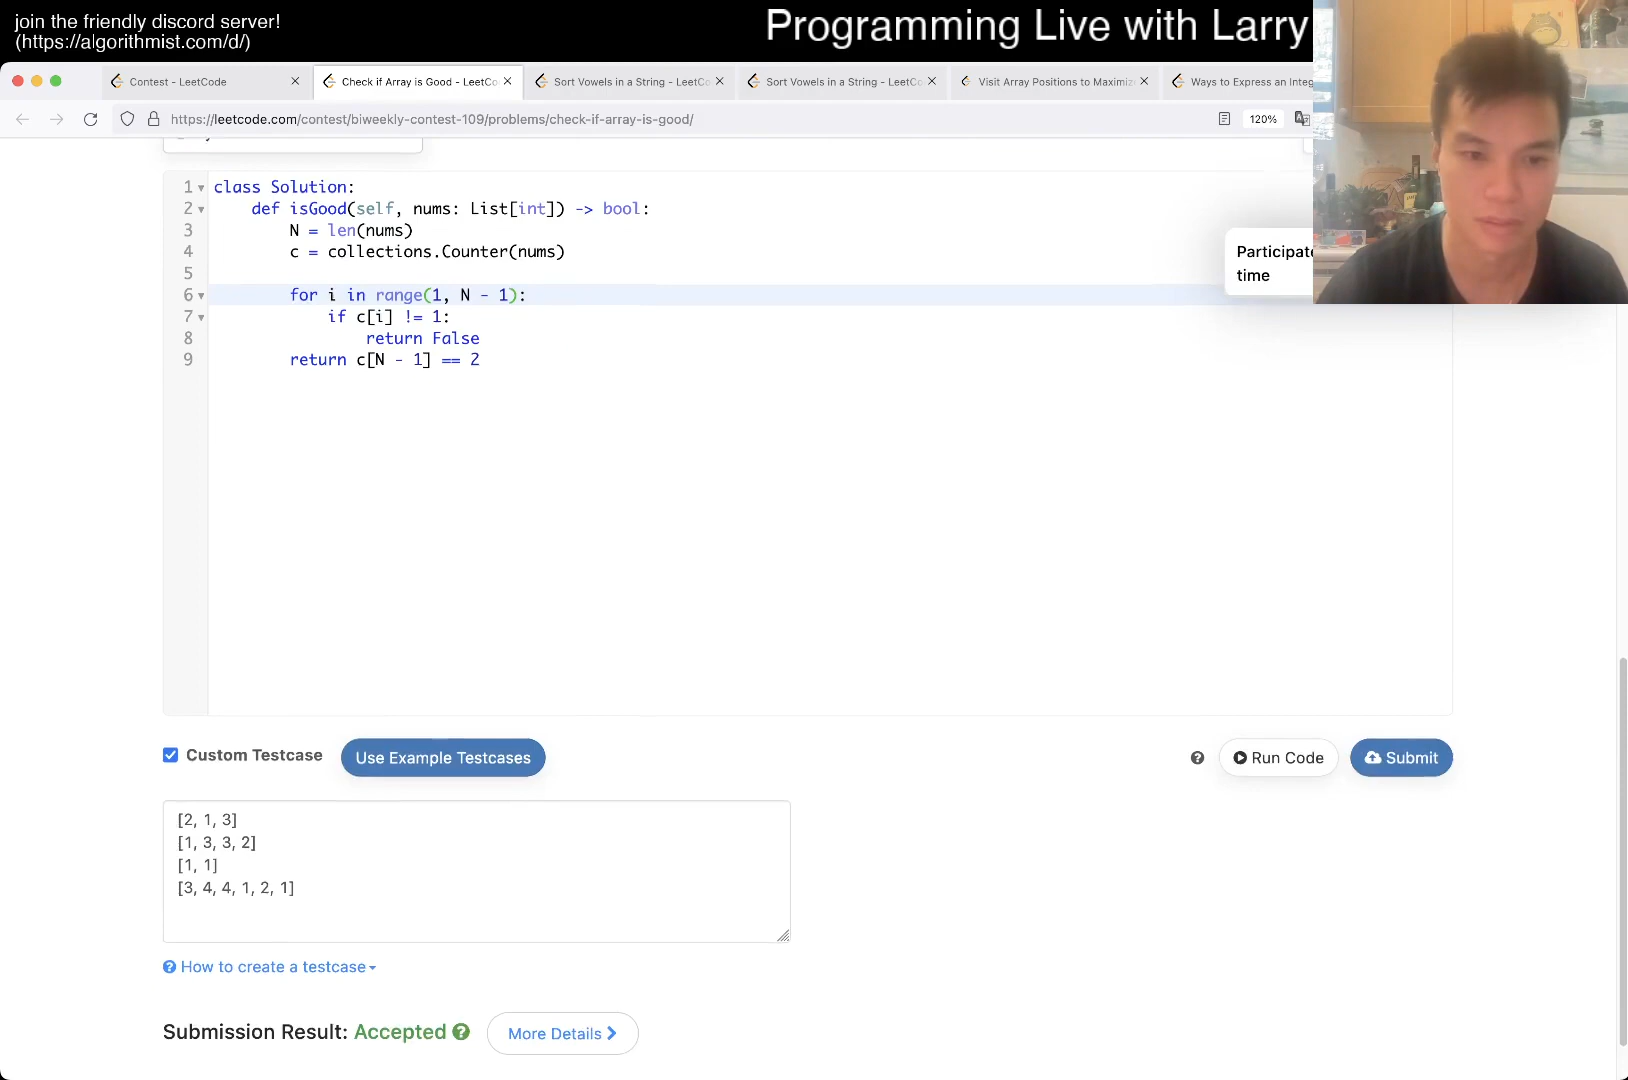 join the friendly discord server!
(https://algorithmist.com/d/)
Programming Live with Larry
Contest - LeetCode
Check if Array is Good - LeetCo
Sort Vowels in a String - LeetCo
Sort Vowels in a String - LeetCo
Visit Array Positions to Maximiz
Ways to Express an Integ
https://leetcode.com/contest/biweekly-contest-109/problems/check-if-array-is-good/
120%
1 class Solution:
2 def isGood(self, nums: List[int]) -> bool:
3 N = len(nums)
4 c = collections.Counter(nums)
5
6 for i in range(1, N - 1):
7 if c[i] != 1:
8 return False
9 return c[N - 1] == 2
Participate
time
Custom Testcase
Use Example Testcases
Run Code
Submit
[2, 1, 3]
[1, 3, 3, 2]
[1, 1]
[3, 4, 4, 1, 2, 1]
How to create a testcase
Submission Result: Accepted
More Details